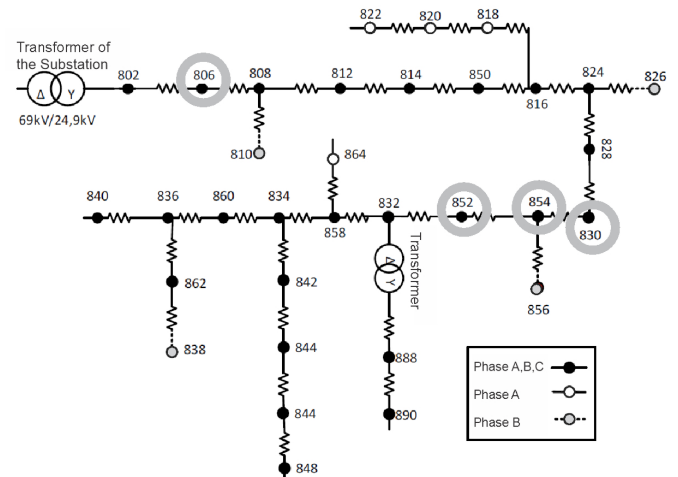 822 820 818
Transformer of
the Substation
802 806 808 812 814 850 824 826
816
69kV/24,9kV
828
810
864
840 836 860 834 832 852 854
858 830
Transformer
Δ Y
Δ Y
862 842
856
838 844 888
Phase A,B,C
Phase A
844 890
Phase B
848